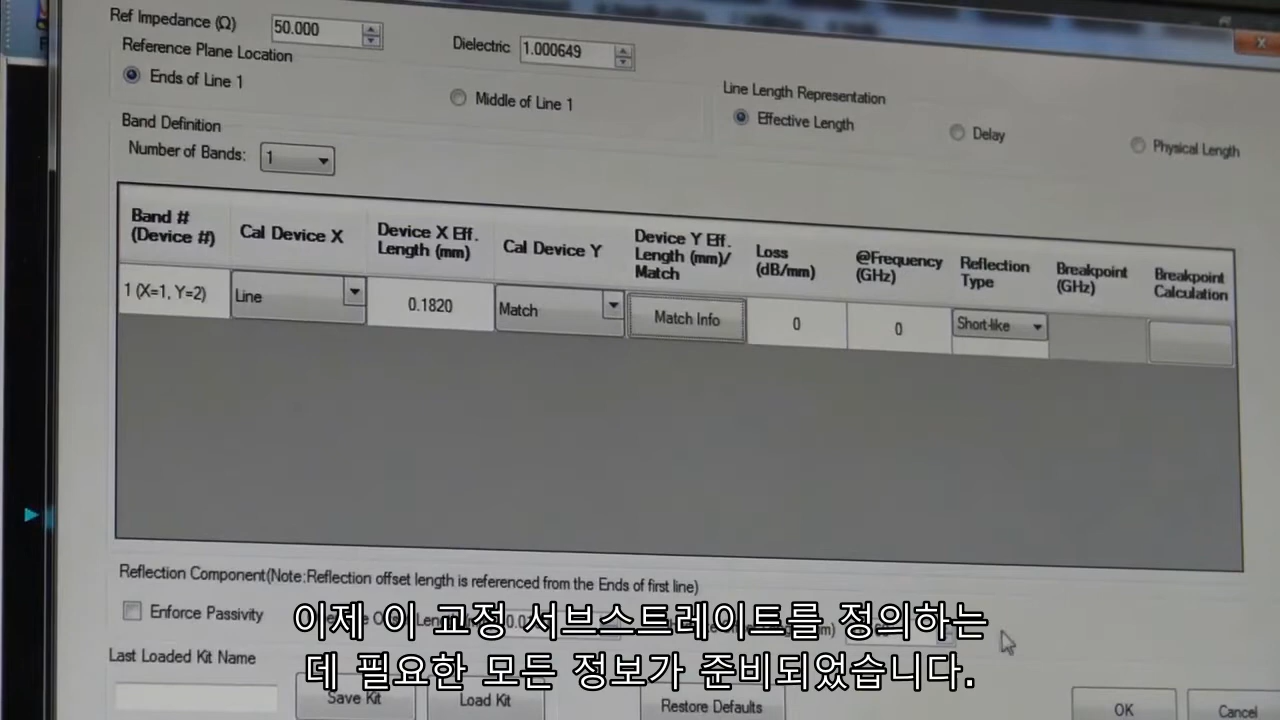 Ref Impedance (Ω) 50.000
Dielectric 1.000649
Reference Plane Location
Ends of Line 1
Middle of Line 1
Line Length Representation
Effective Length
Delay
Physical Length
Band Definition
Number of Bands: 1
Band # (Device #)
Cal Device X
Device X Eff. Length (mm)
Cal Device Y
Device Y Eff. Length (mm)/ Match
Loss (dB/mm)
@Frequency (GHz)
Reflection Type
Breakpoint (GHz)
Breakpoint Calculation
1 (X=1, Y=2) Line 0.1820 Match Match Info 0 0 Short-like
Reflection Component(Note:Reflection offset length is referenced from the Ends of first line)
Enforce Passivity
이제 이 교정 서브스트레이트를 정의하는
데 필요한 모든 정보가 준비되었습니다.
Last Loaded Kit Name
Save Kit
Load Kit
Restore Defaults
OK
Cancel